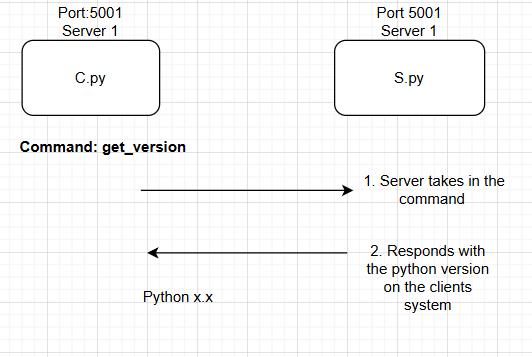 Port:5001
Server 1
C.py
Port 5001
Server 1
S.py
Command: get_version
1. Server takes in the
command
2. Responds with
the python version
on the clients
system
Python x.x